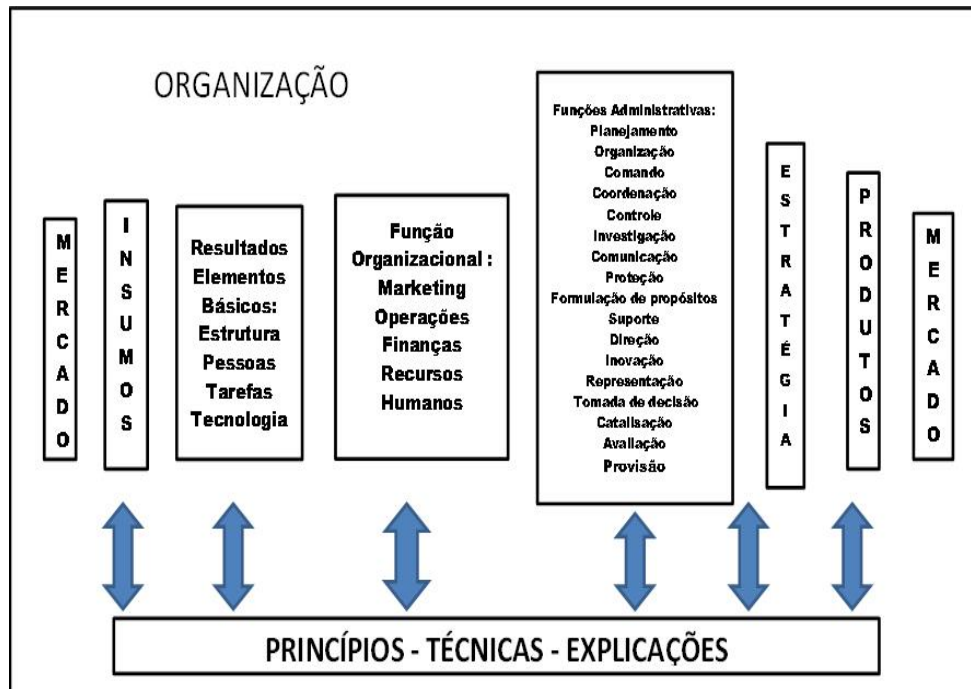 ORGANIZAÇÃO
MERCADO
INSUMOS
Resultados
Elementos
Básicos:
Estrutura
Pessoas
Tarefas
Tecnologia
Função
Organizacional :
Marketing
Operações
Finanças
Recursos
Humanos
Funções Administrativas:
Planejamento
Organização
Comando
Coordenação
Controle
Investigação
Comunicação
Proteção
Formulação de propósitos
Suporte
Direção
Inovação
Representação
Tomada de decisão
Catalisação
Avaliação
Provisão
ESTRATÉGIA
PRODUTOS
MERCADO
PRINCÍPIOS - TÉCNICAS - EXPLICAÇÕES